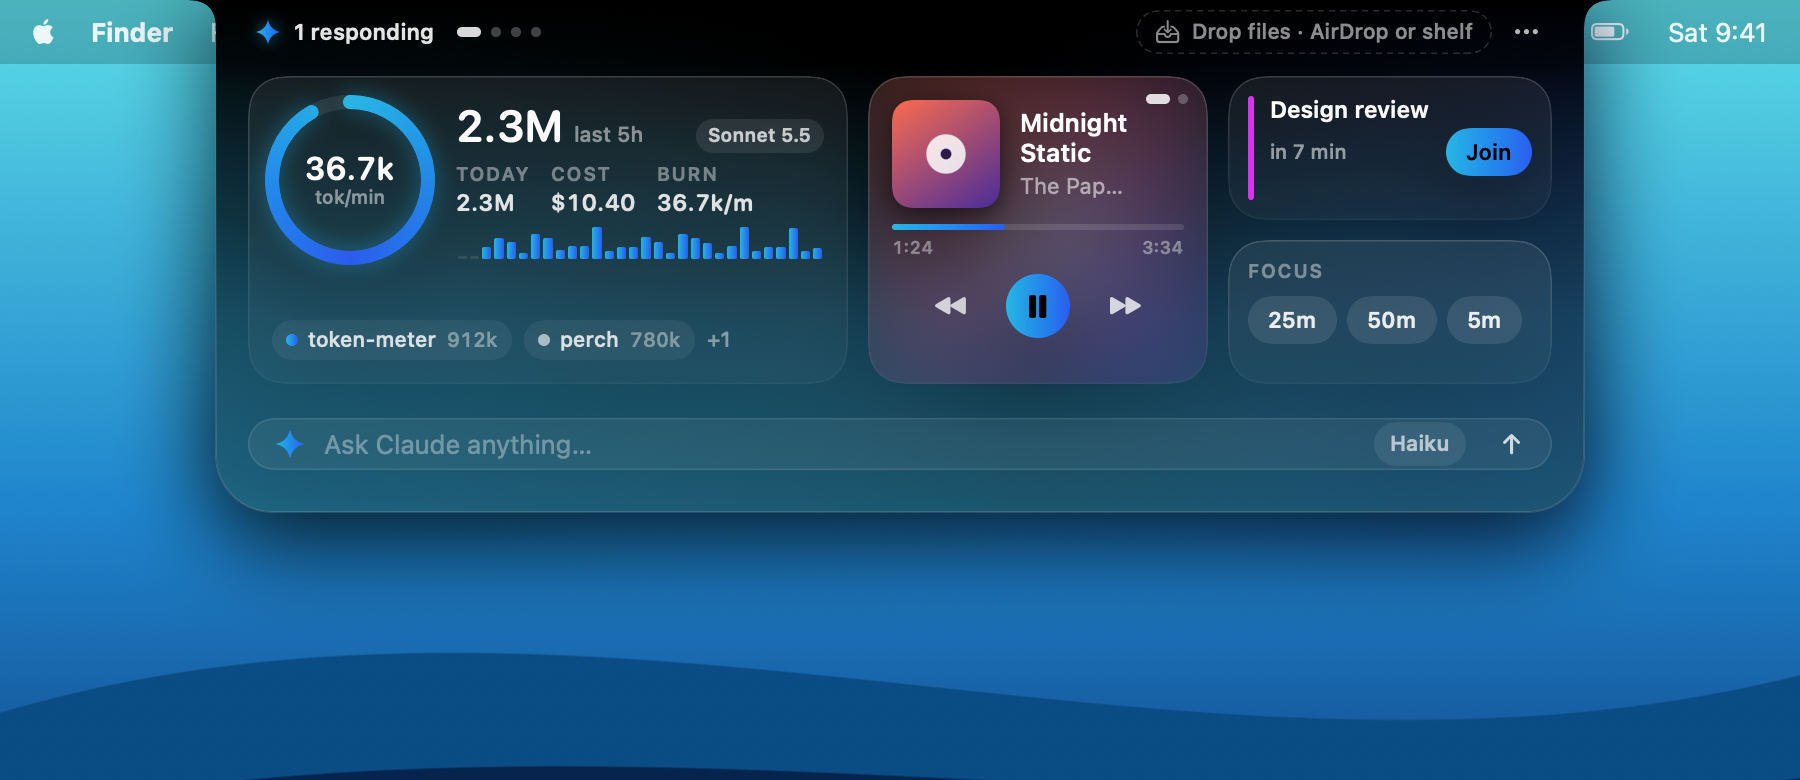 Finder
Sat 9:41
1 responding
Drop files · AirDrop or shelf
36.7k
tok/min
2.3M last 5h
Sonnet 5.5
TODAY COST BURN
2.3M $10.40 36.7k/m
token-meter 912k
perch 780k
+1
Midnight
Static
The Pap...
1:24
3:34
Design review
in 7 min
Join
FOCUS
25m 50m 5m
Ask Claude anything...
Haiku